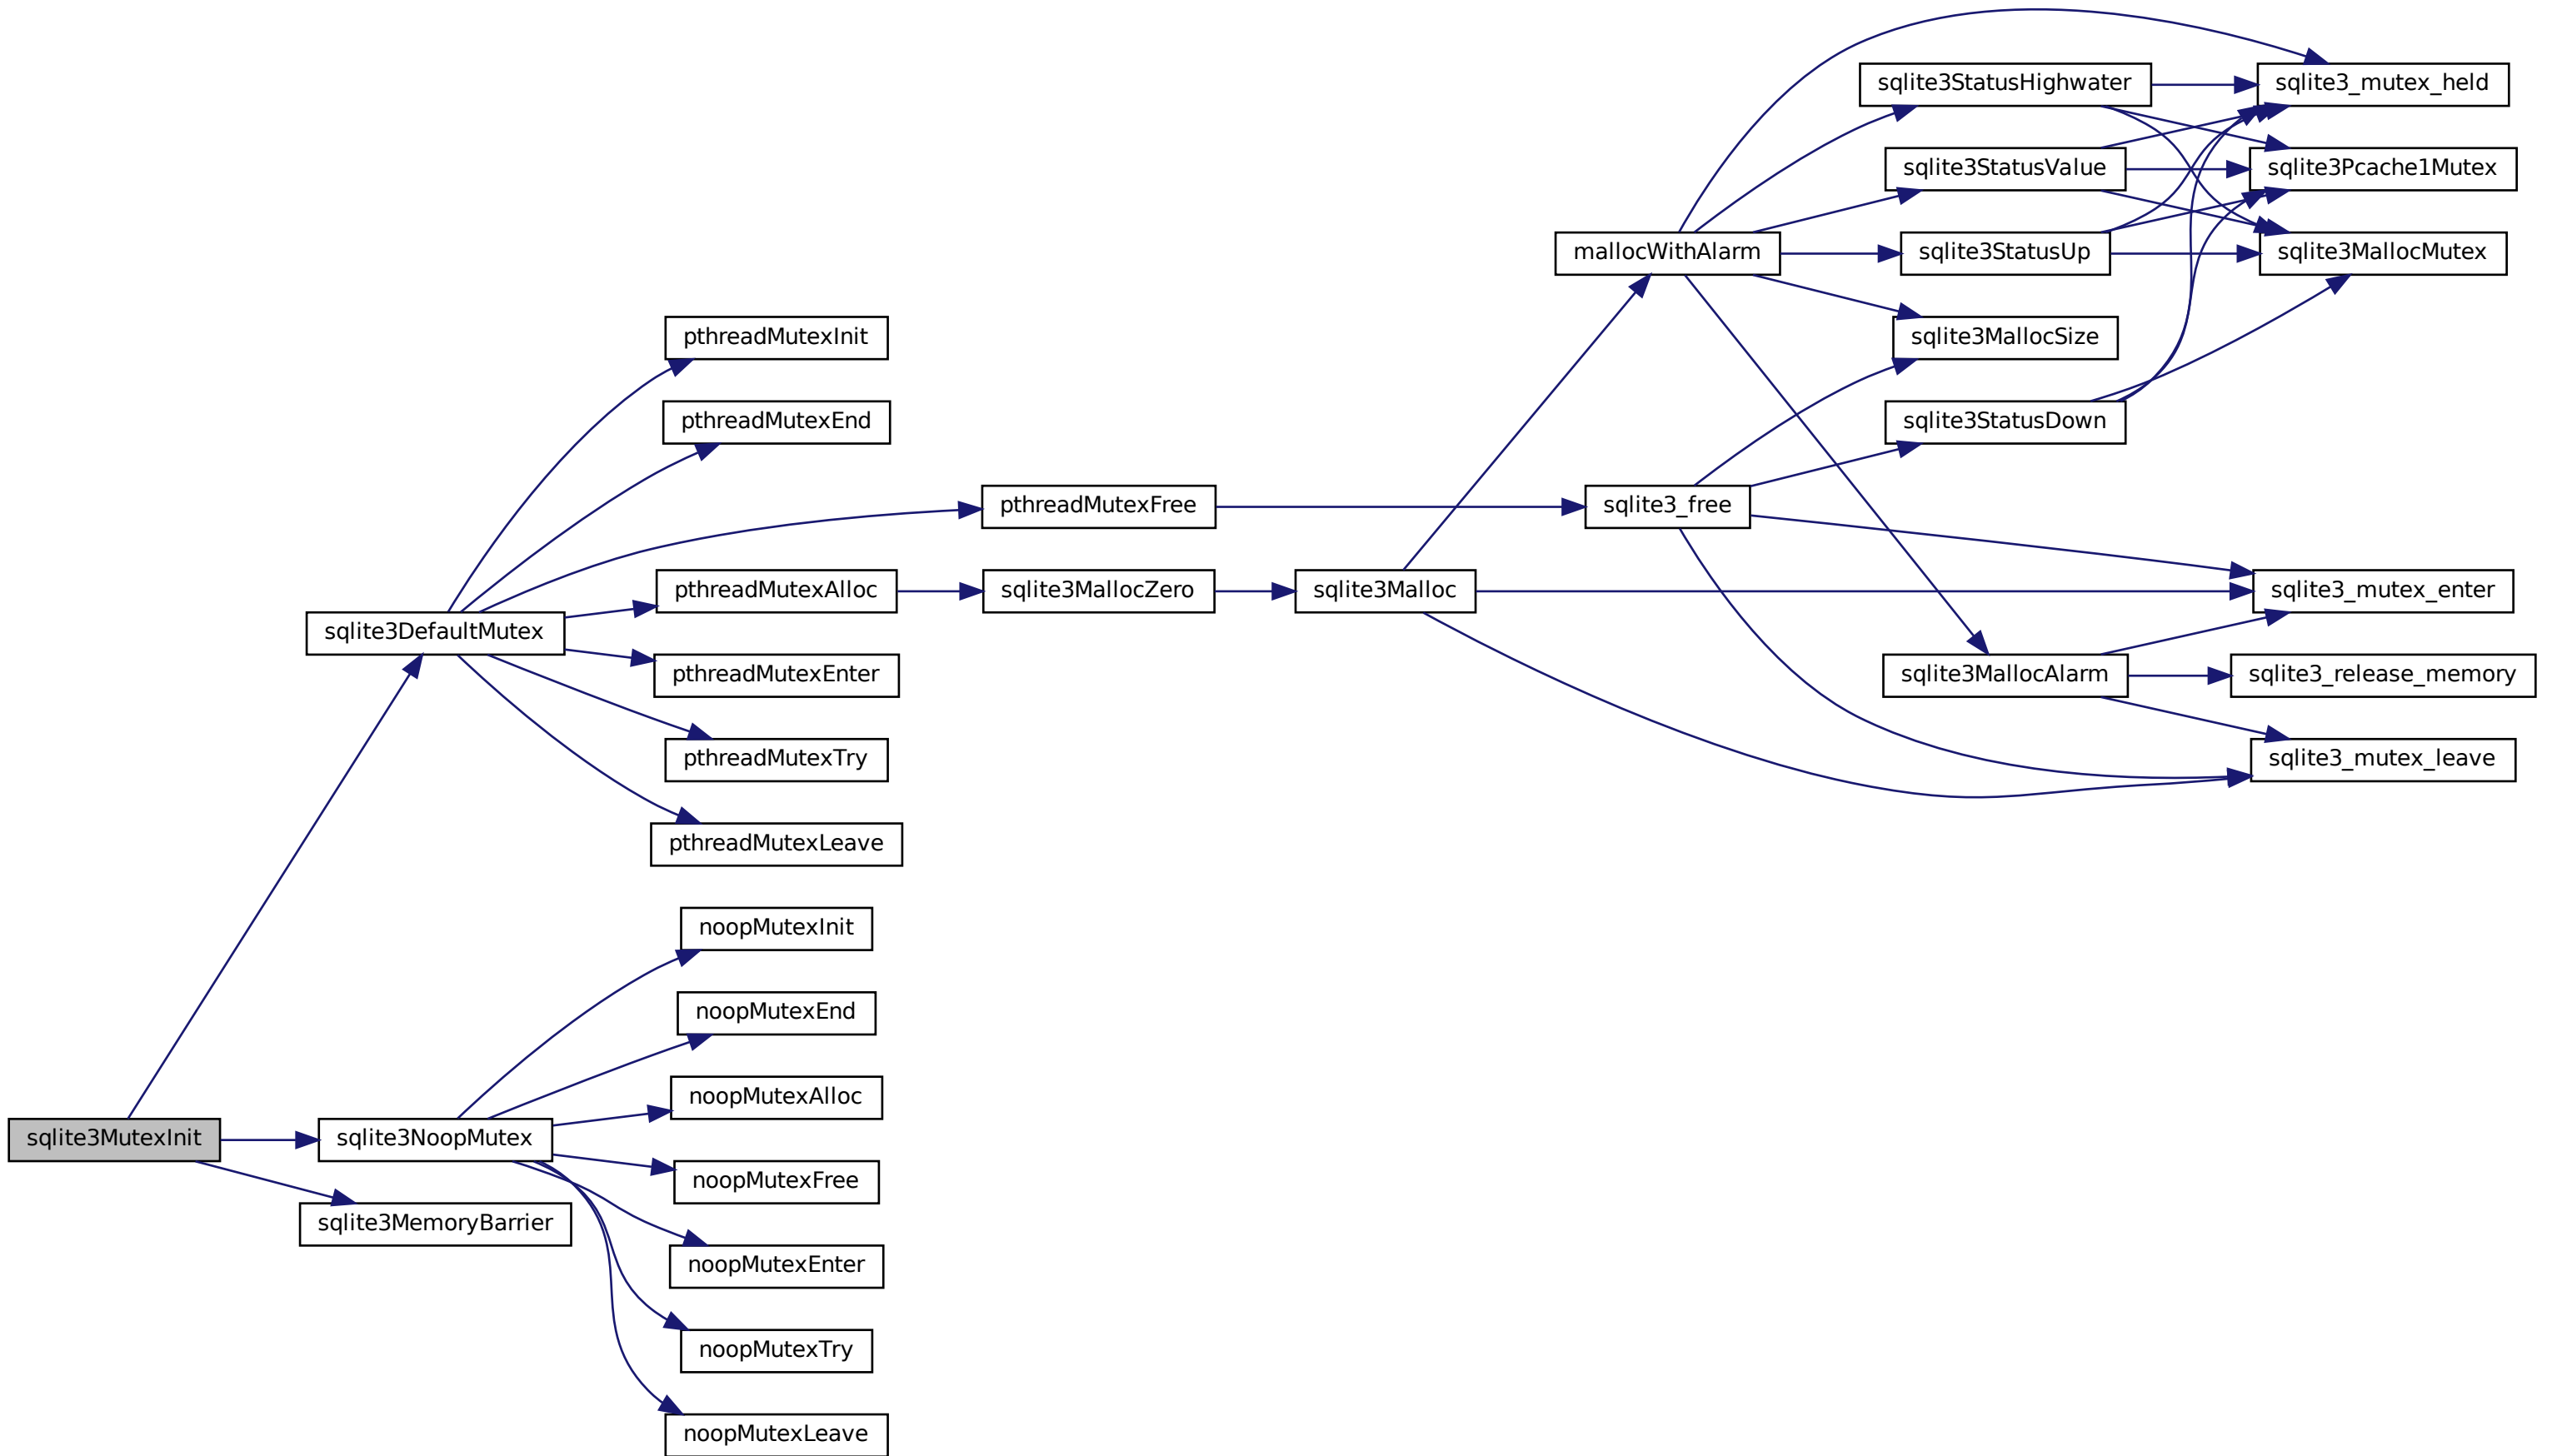 sqlite3MutexInit
sqlite3DefaultMutex
sqlite3NoopMutex
sqlite3MemoryBarrier
pthreadMutexInit
pthreadMutexEnd
pthreadMutexFree
pthreadMutexAlloc
pthreadMutexEnter
pthreadMutexTry
pthreadMutexLeave
noopMutexInit
noopMutexEnd
noopMutexAlloc
noopMutexFree
noopMutexEnter
noopMutexTry
noopMutexLeave
sqlite3MallocZero
sqlite3Malloc
mallocWithAlarm
sqlite3_free
sqlite3StatusHighwater
sqlite3StatusValue
sqlite3StatusUp
sqlite3MallocSize
sqlite3StatusDown
sqlite3MallocAlarm
sqlite3_mutex_held
sqlite3Pcache1Mutex
sqlite3MallocMutex
sqlite3_mutex_enter
sqlite3_release_memory
sqlite3_mutex_leave